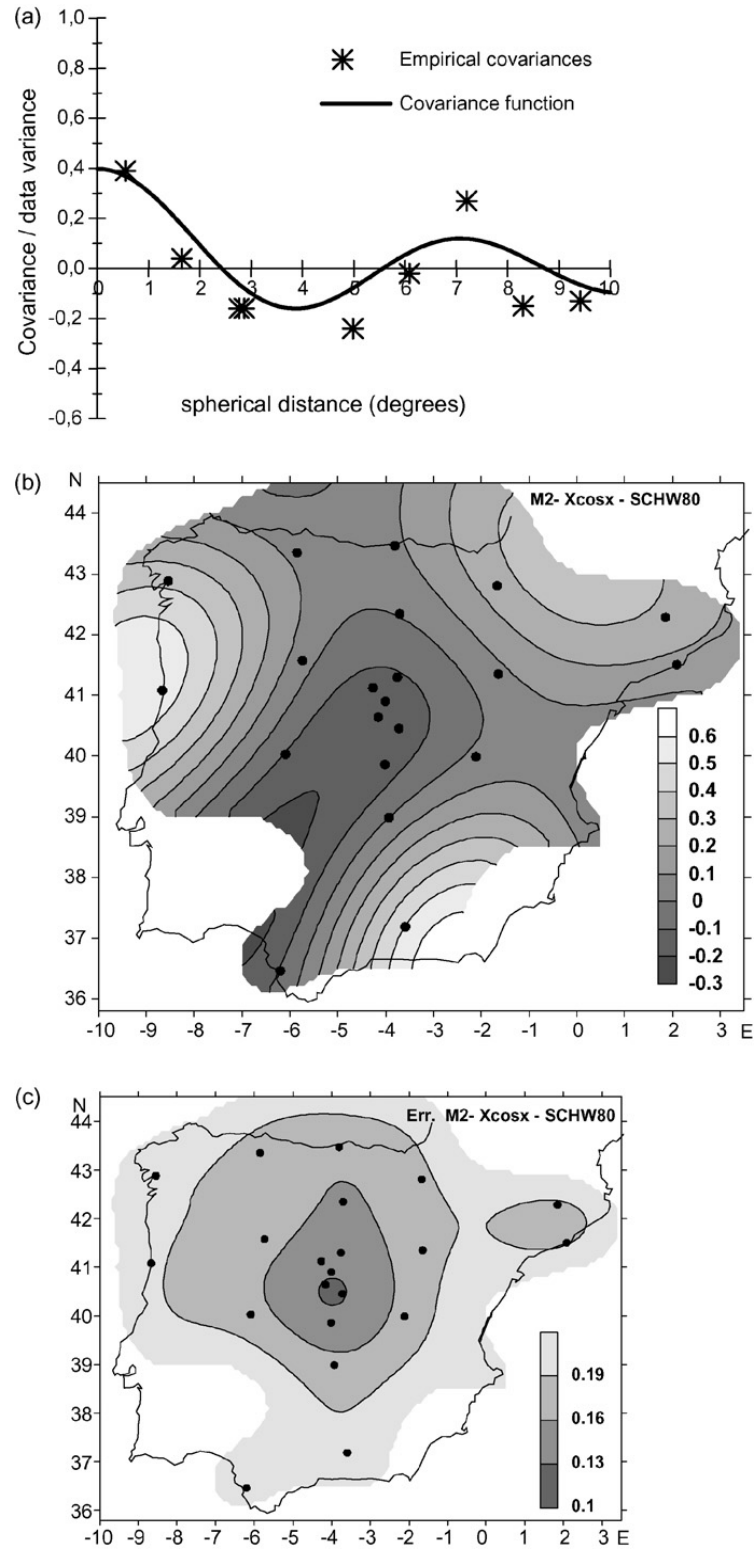 (a)
1,0
0,8
0,6
0,4
0,2
0,0
-0,2
-0,4
-0,6
Covariance / data variance
Empirical covariances
Covariance function
0 1 2 3 4 5 6 7 8 9 10
spherical distance (degrees)
(b)
N
M2- Xcosx - SCHW80
44
43
42
41
40
39
38
37
36
0.6
0.5
0.4
0.3
0.2
0.1
0
-0.1
-0.2
-0.3
-10 -9 -8 -7 -6 -5 -4 -3 -2 -1 0 1 2 3 E
(c)
N
Err. M2- Xcosx - SCHW80
44
43
42
41
40
39
38
37
36
0.19
0.16
0.13
0.1
-10 -9 -8 -7 -6 -5 -4 -3 -2 -1 0 1 2 3 E